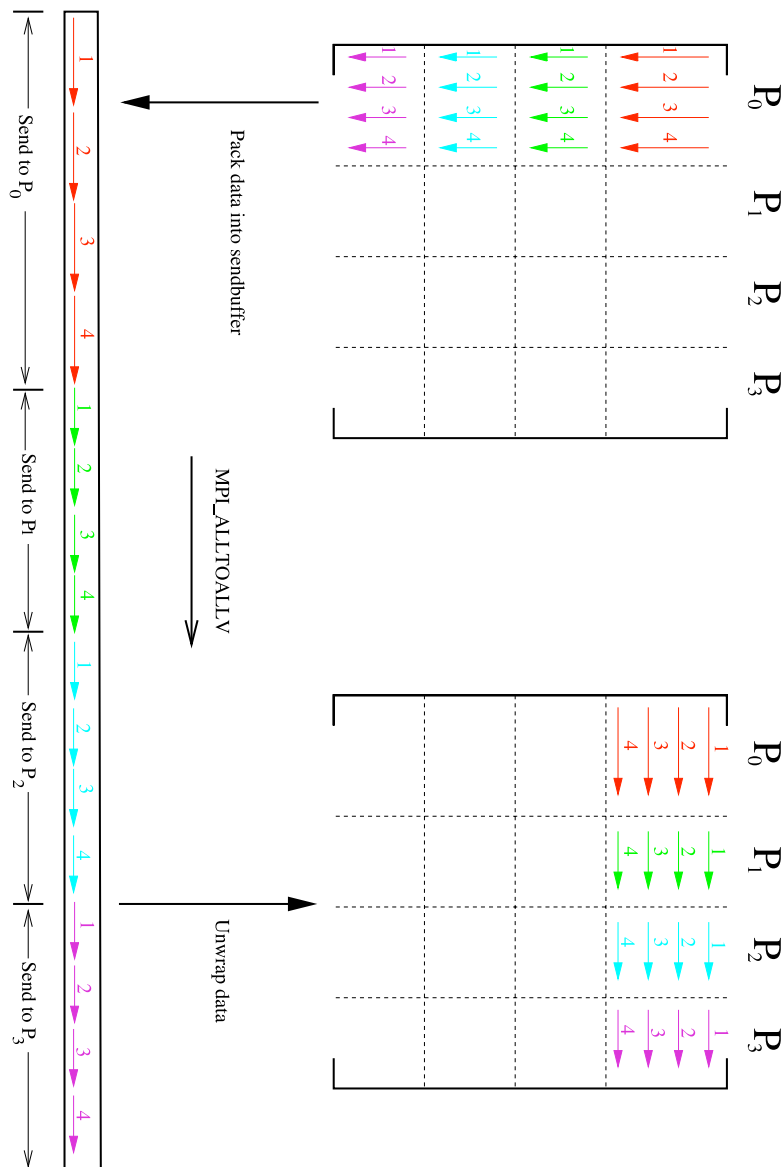 P0 P1 P2 P3
1 2 3 4
1 2 3 4
1 2 3 4
1 2 3 4
P0 P1 P2 P3
1 1 1 1
2 2 2 2
3 3 3 3
4 4 4 4
Pack data into sendbuffer
MPI_ALLTOALLV
Unwrap data
1 2 3 4 1 2 3 4 1 2 3 4 1 2 3 4
Send to P0
Send to P1
Send to P2
Send to P3